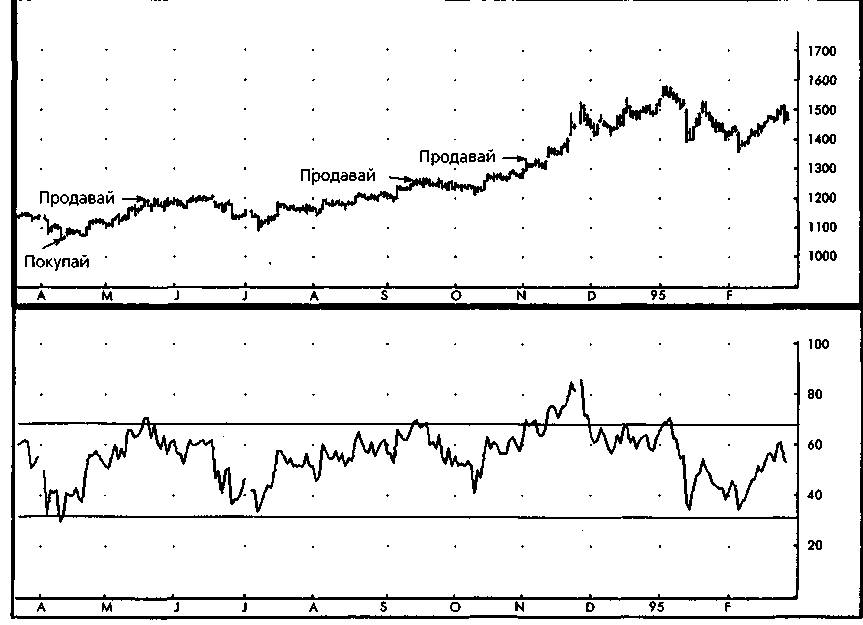 1700
1600
1500
Продавай
1400
Продавай
1300
Продавай
1200
1100
Покупай
1000
A M J J A S O N D 95 F
100
80
60
40
20
A M J J A S O N D 95 F